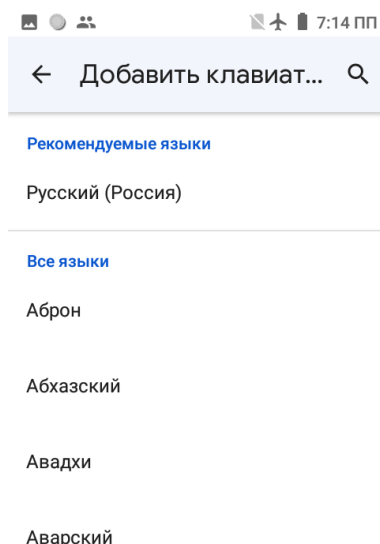 7:14 ПП
Добавить клавиат...
Рекомендуемые языки
Русский (Россия)
Все языки
Аброн
Абхазский
Авадхи
Аварский